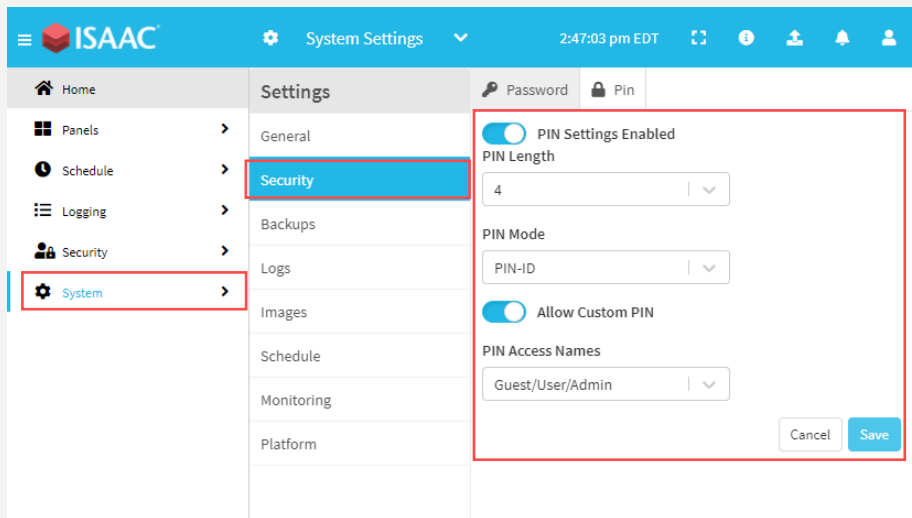 ISAAC
System Settings
2:47:03 pm EDT
Home
Panels
Schedule
Logging
Security
System
Settings
General
Security
Backups
Logs
Images
Schedule
Monitoring
Platform
Password
Pin
PIN Settings Enabled
PIN Length
4
PIN Mode
PIN-ID
Allow Custom PIN
PIN Access Names
Guest/User/Admin
Cancel
Save